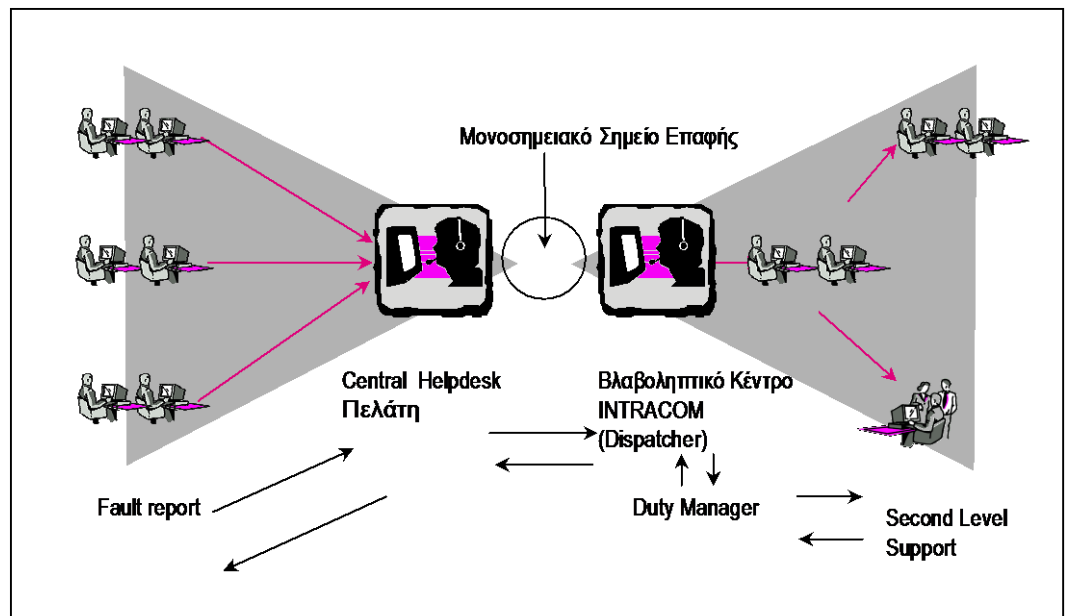 Μονοσημειακό Σημείο Επαφής
Central Helpdesk
Πελάτη
Βλαβοληπτικό Κέντρο
INTRACOM
(Dispatcher)
Fault report
Duty Manager
Second Level
Support